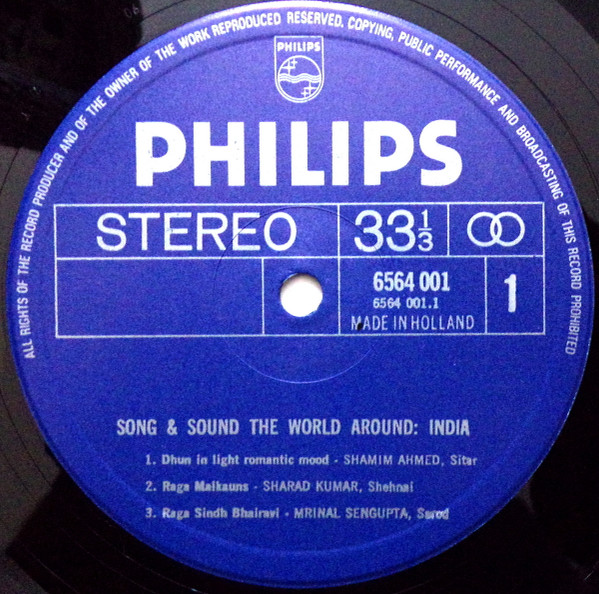 ALL RIGHTS OF THE RECORD PRODUCER AND OF THE OWNER OF THE WORK REPRODUCED RESERVED. COPYING, PUBLIC PERFORMANCE AND BROADCASTING OF THIS RECORD PROHIBITED
PHILIPS
PHILIPS
STEREO 33⅓
6564 001
6564 001.1
MADE IN HOLLAND
1
SONG & SOUND THE WORLD AROUND: INDIA
1. Dhun in light romantic mood - SHAMIM AHMED, Sitar
2. Raga Malkauns - SHARAD KUMAR, Shehnai
3. Raga Sindh Bhairavi - MRINAL SENGUPTA, Sarod